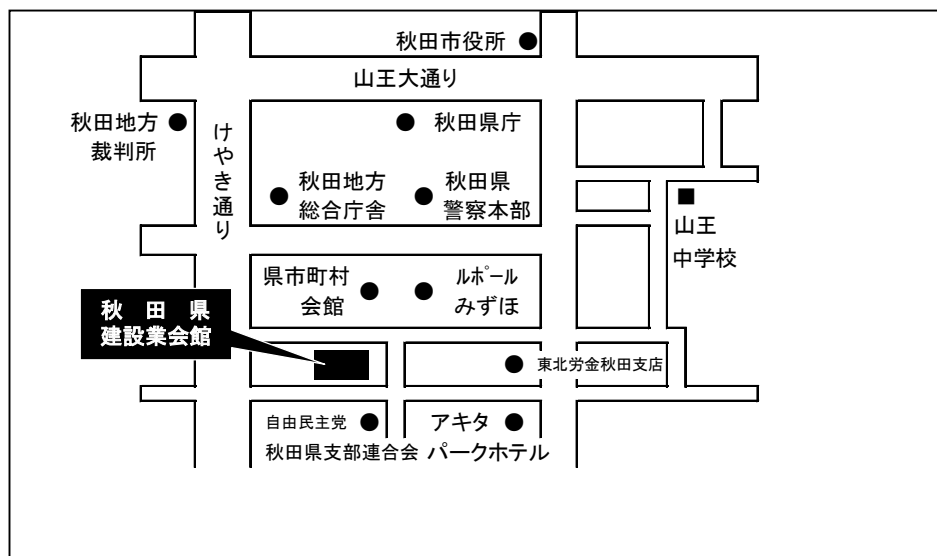 秋田市役所
山王大通り
秋田地方
裁判所
けやき通り
秋田県庁
秋田地方
総合庁舎
秋田県
警察本部
山王
中学校
県市町村
会館
ﾙﾎﾟｰﾙ
みずほ
秋　田　県
建設業会館
東北労金秋田支店
自由民主党
秋田県支部連合会
アキタ
パークホテル